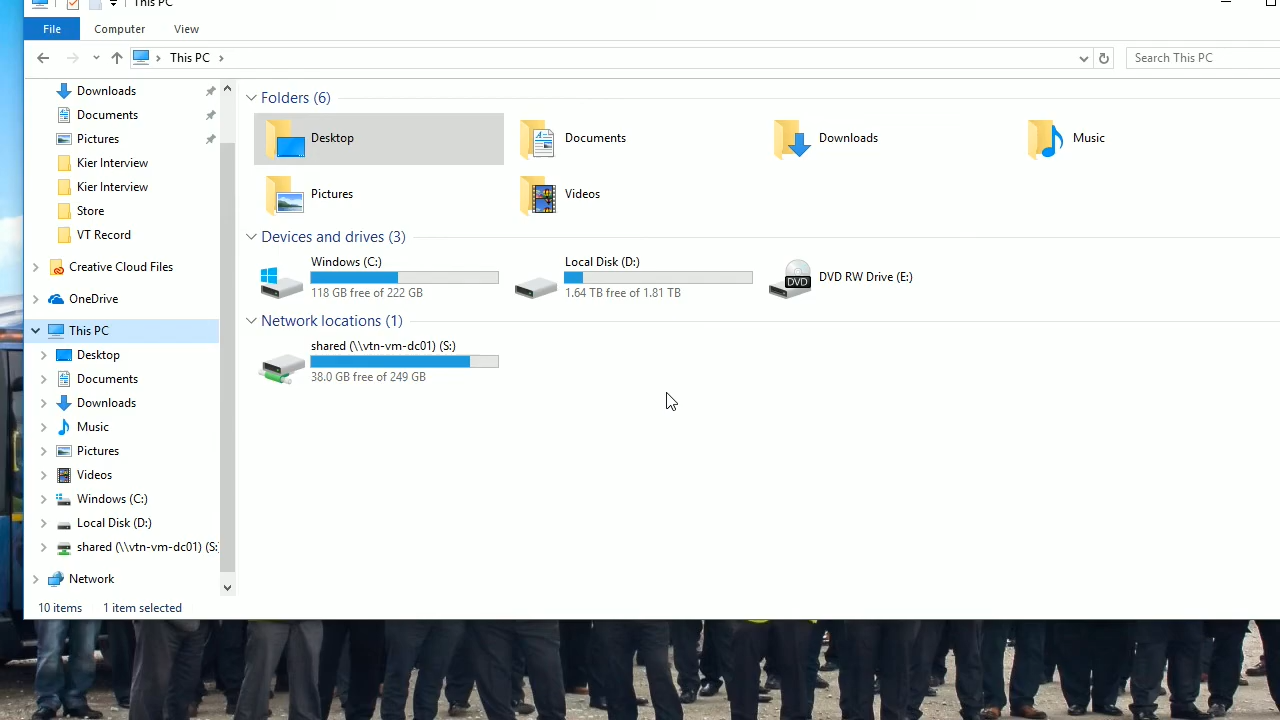 This PC
File Computer View
This PC
Search This PC
Downloads
Documents
Pictures
Kier Interview
Kier Interview
Store
VT Record
Creative Cloud Files
OneDrive
This PC
Desktop
Documents
Downloads
Music
Pictures
Videos
Windows (C:)
Local Disk (D:)
shared (\\vtn-vm-dc01) (S:
Network
Folders (6)
Desktop Documents Downloads Music
Pictures Videos
Devices and drives (3)
Windows (C:)
118 GB free of 222 GB
Local Disk (D:)
1.64 TB free of 1.81 TB
DVD
DVD RW Drive (E:)
Network locations (1)
shared (\\vtn-vm-dc01) (S:)
38.0 GB free of 249 GB
10 items 1 item selected